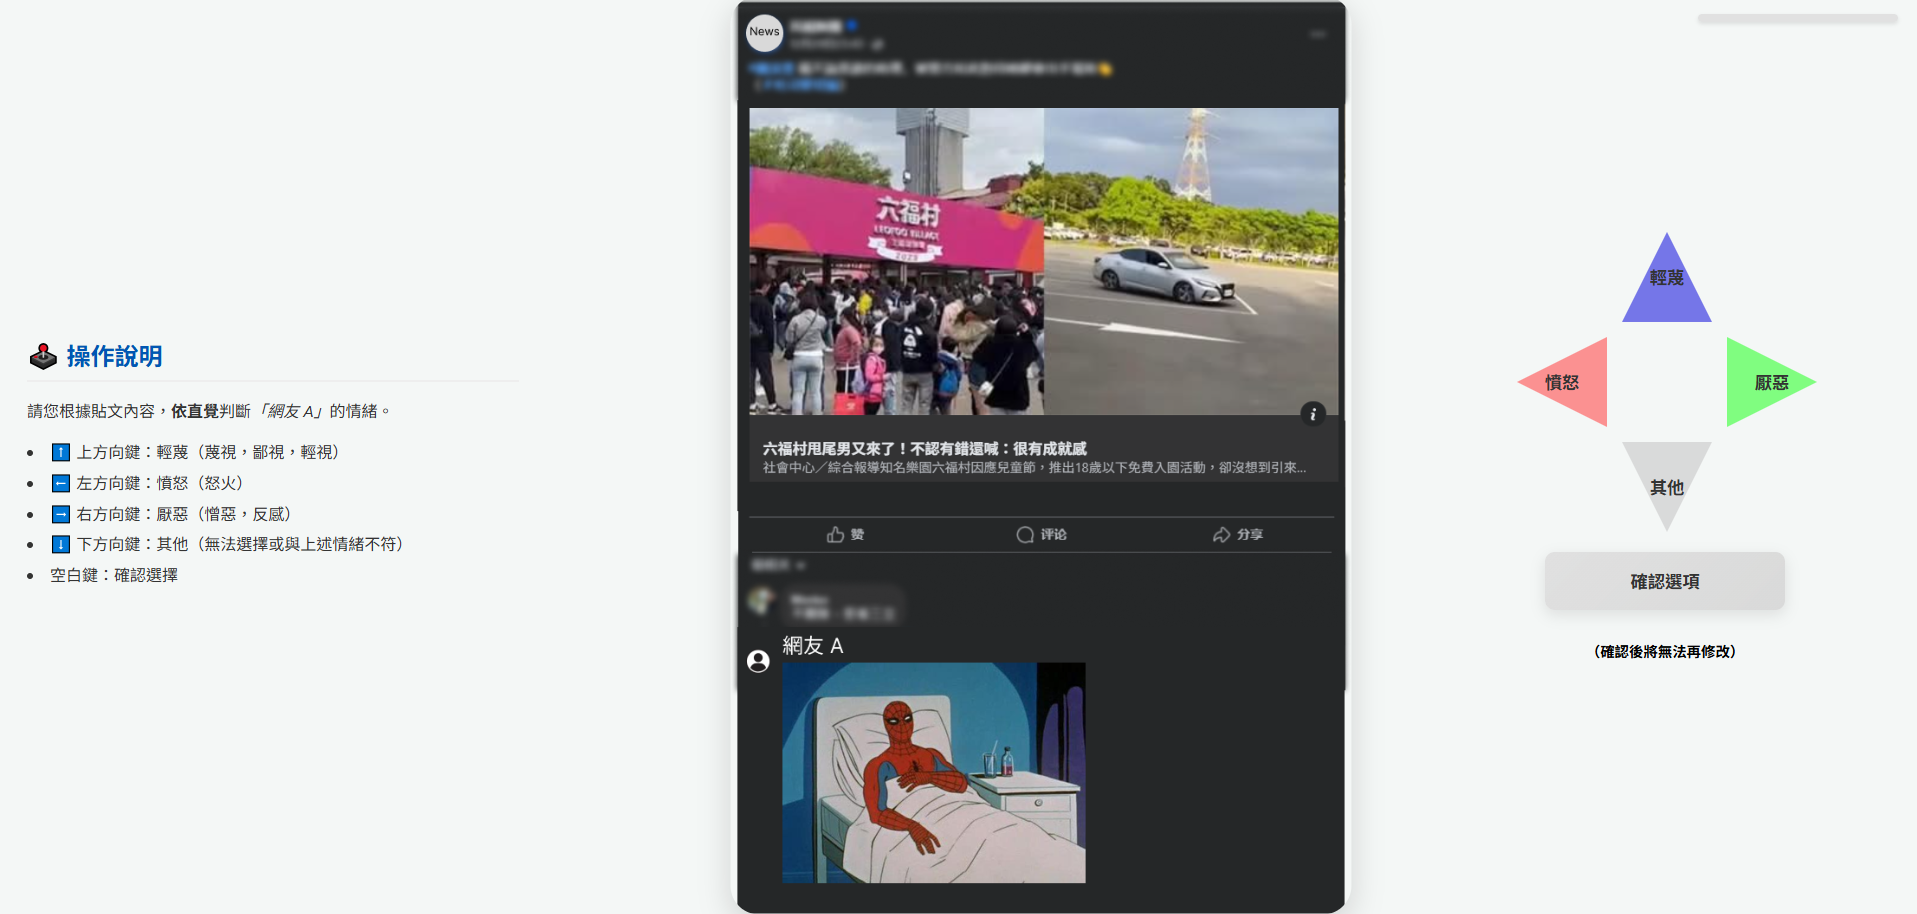 操作說明
請您根據貼文內容，依直覺判斷「網友 A」的情緒。
↑ 上方向鍵：輕蔑（蔑視，鄙視，輕視）
← 左方向鍵：憤怒（怒火）
→ 右方向鍵：厭惡（憎惡，反感）
↓ 下方向鍵：其他（無法選擇或與上述情緒不符）
空白鍵：確認選擇
News
六福村
LEOFOO VILLAGE
2023
六福村甩尾男又來了！不認有錯還喊：很有成就感
社會中心／綜合報導知名樂園六福村因應兒童節，推出18歲以下免費入園活動，卻沒想到引來...
赞
评论
分享
網友 A
輕蔑
憤怒
厭惡
其他
確認選項
（確認後將無法再修改）